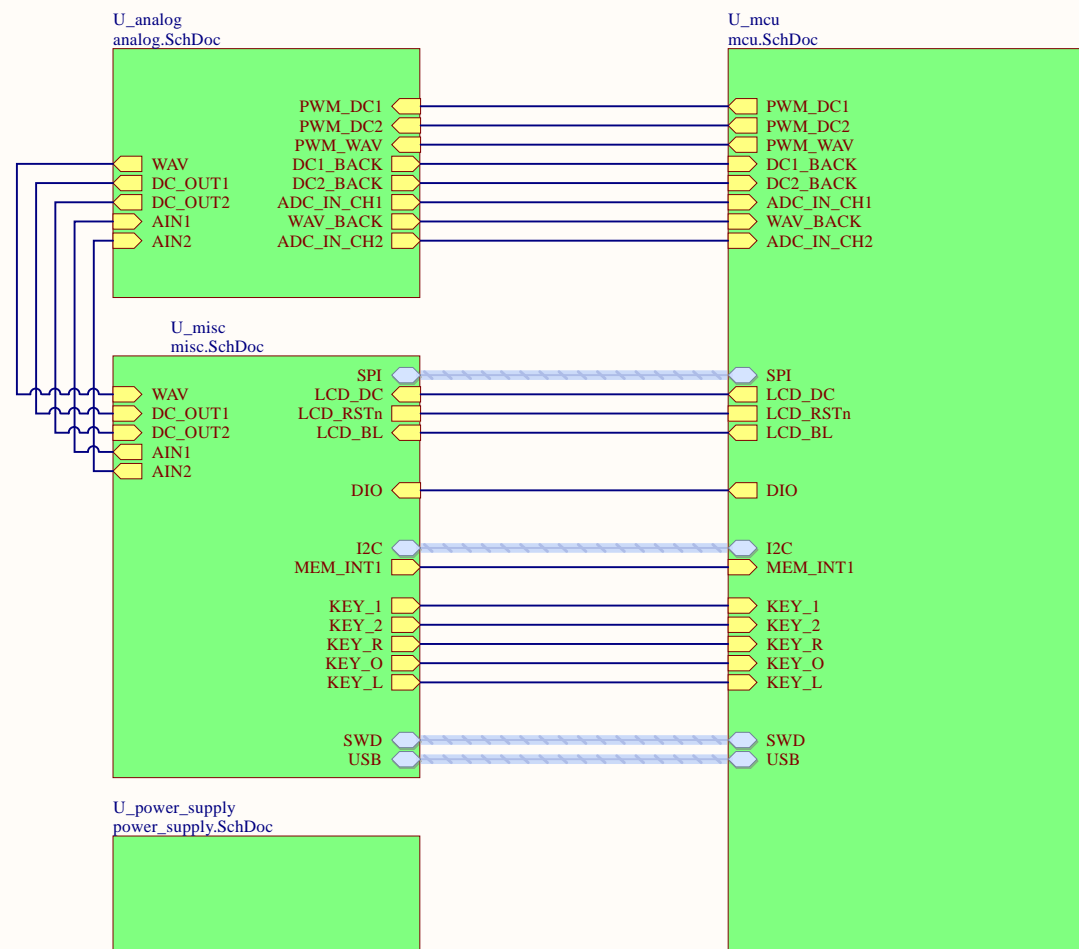 U_analog
analog.SchDoc
PWM_DC1
PWM_DC2
PWM_WAV
DC1_BACK
DC2_BACK
ADC_IN_CH1
WAV_BACK
ADC_IN_CH2
WAV
DC_OUT1
DC_OUT2
AIN1
AIN2
U_mcu
mcu.SchDoc
PWM_DC1
PWM_DC2
PWM_WAV
DC1_BACK
DC2_BACK
ADC_IN_CH1
WAV_BACK
ADC_IN_CH2
SPI
LCD_DC
LCD_RSTn
LCD_BL
DIO
I2C
MEM_INT1
KEY_1
KEY_2
KEY_R
KEY_O
KEY_L
SWD
USB
U_misc
misc.SchDoc
WAV
DC_OUT1
DC_OUT2
AIN1
AIN2
SPI
LCD_DC
LCD_RSTn
LCD_BL
DIO
I2C
MEM_INT1
KEY_1
KEY_2
KEY_R
KEY_O
KEY_L
SWD
USB
U_power_supply
power_supply.SchDoc